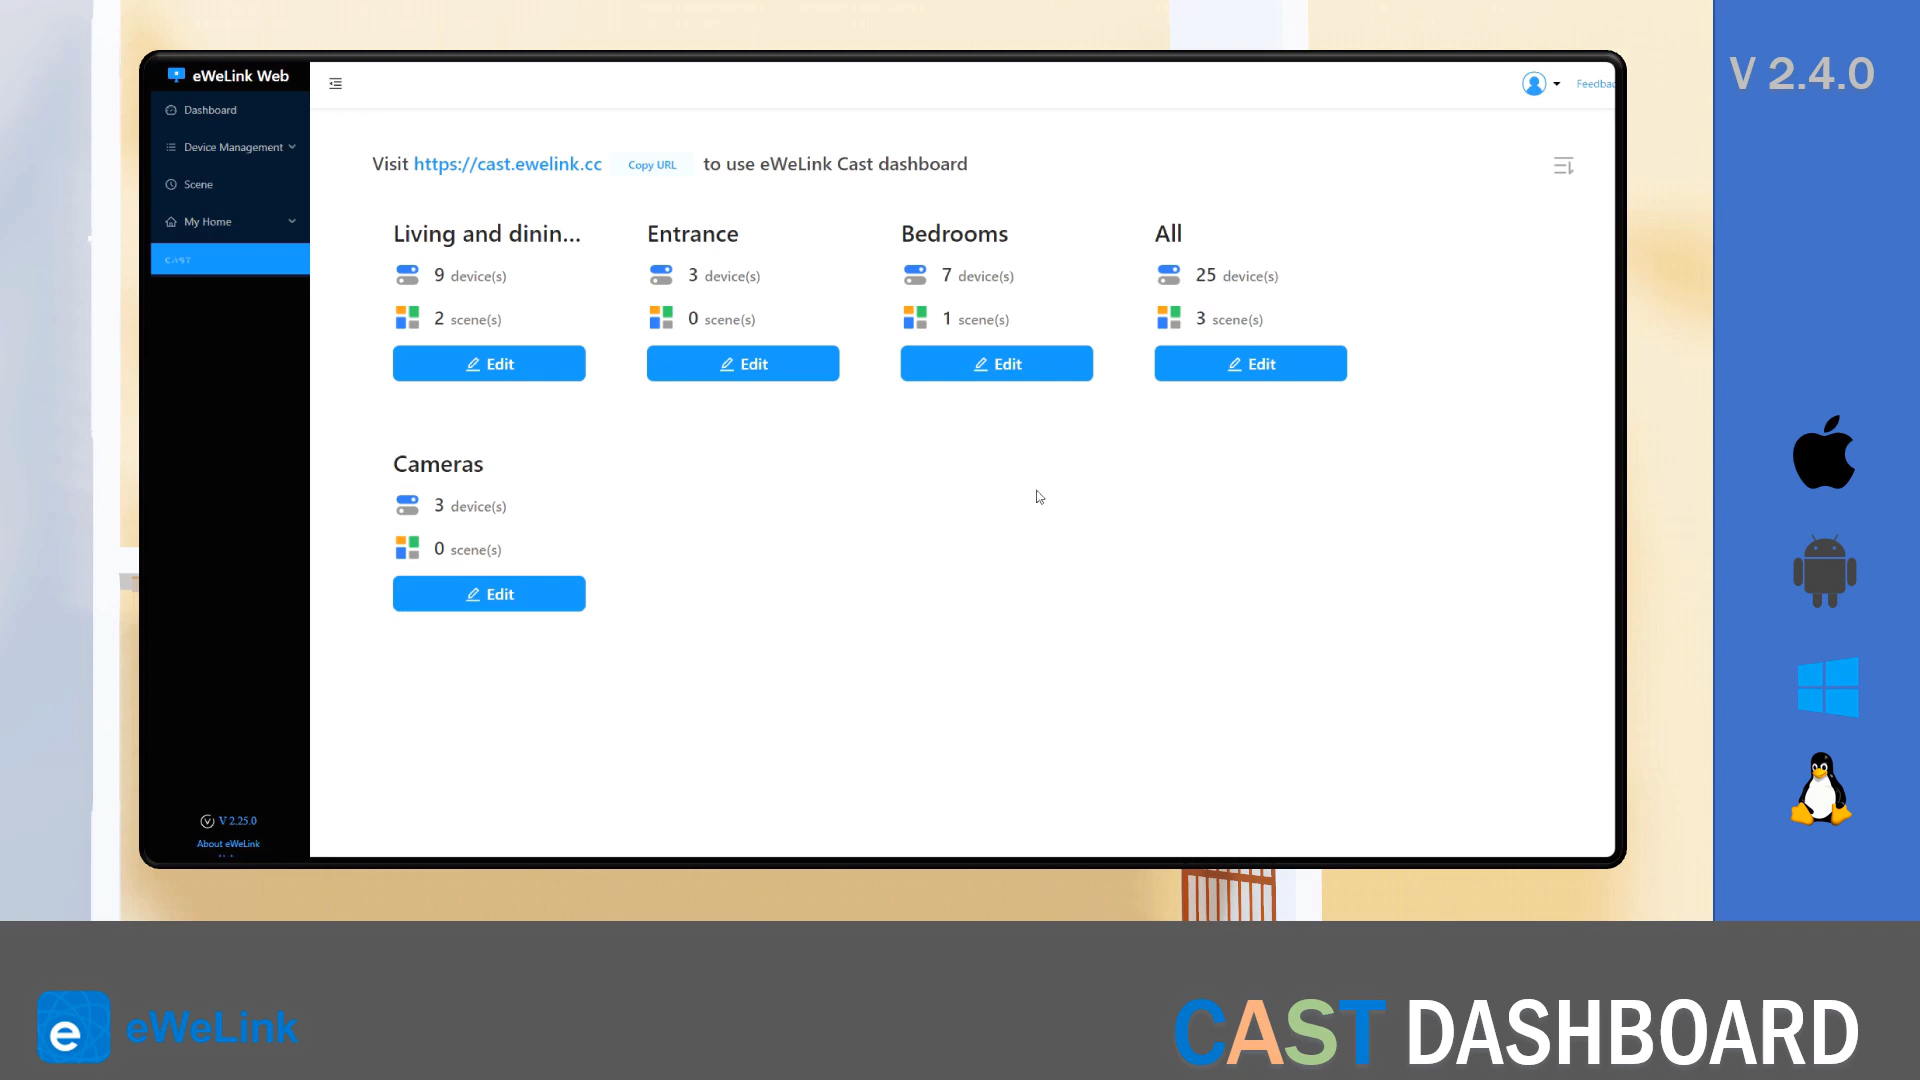 eWeLink Web
Dashboard
Device Management
Scene
My Home
CAST
V 2.25.0
About eWeLink
Feedbac
Visit https://cast.ewelink.cc Copy URL to use eWeLink Cast dashboard
Living and dinin...
9 device(s)
2 scene(s)
Edit
Entrance
3 device(s)
0 scene(s)
Edit
Bedrooms
7 device(s)
1 scene(s)
Edit
All
25 device(s)
3 scene(s)
Edit
Cameras
3 device(s)
0 scene(s)
Edit
V 2.4.0
e eWeLink
CAST DASHBOARD